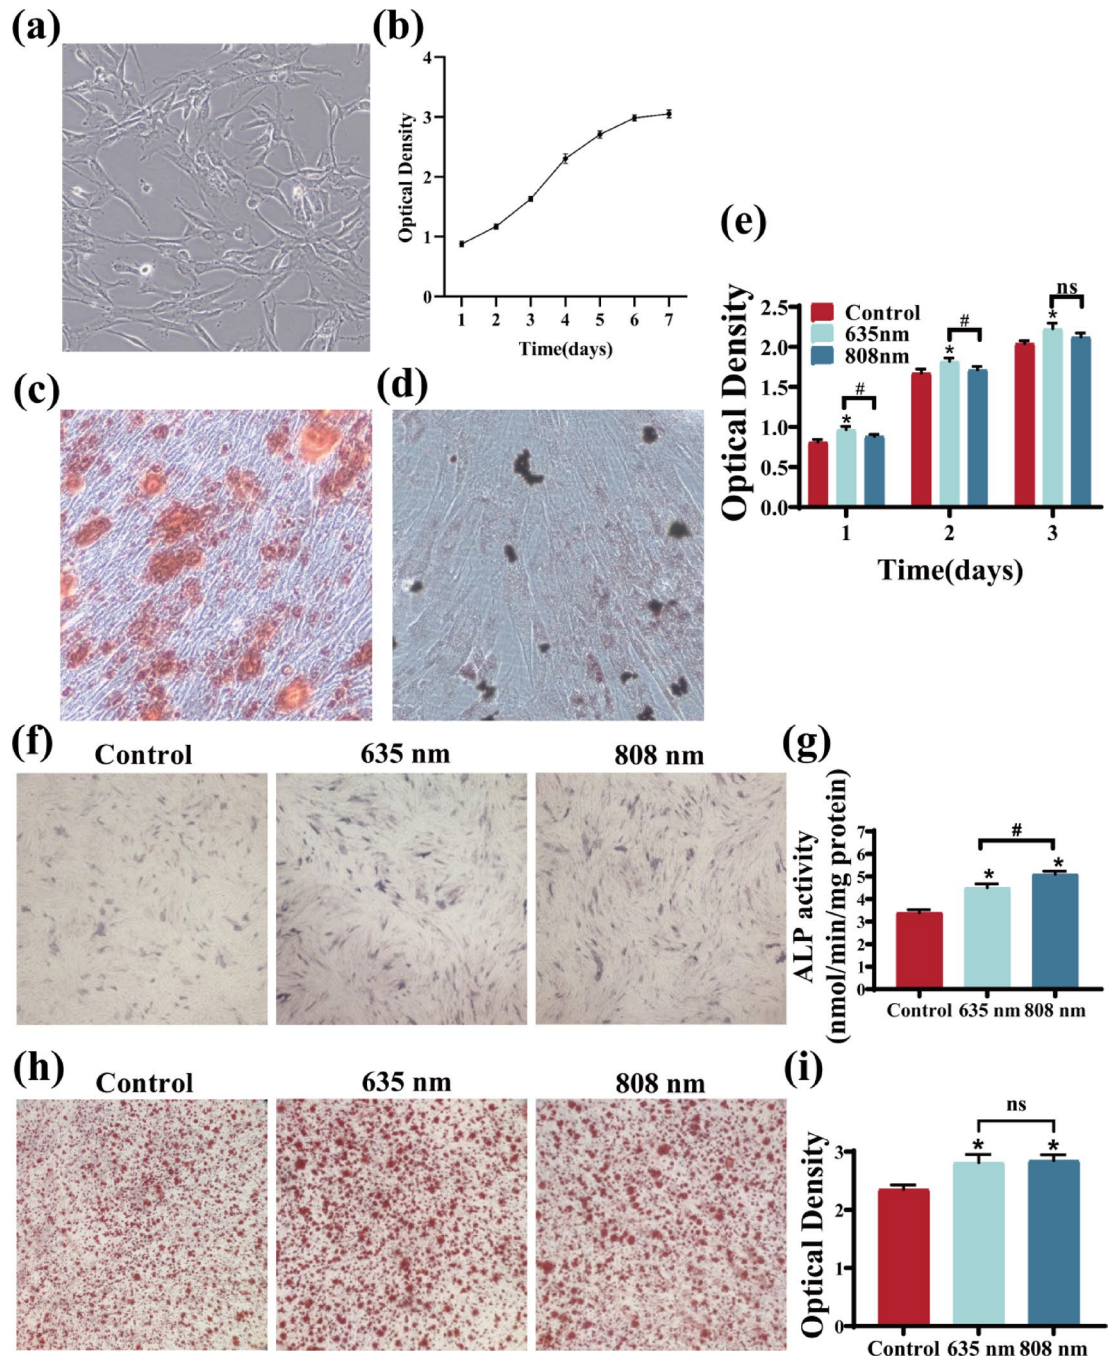 (a)
(b)
4
3
2
1
0
Optical Density
1 2 3 4 5 6 7
Time(days)
(c)
(d)
(e)
Optical Density
2.5
2.0
1.5
1.0
0.5
0.0
Control
635nm
808nm
*
#
*
#
*
ns
1 2 3
Time(days)
(f)
Control 635 nm 808 nm
(g)
ALP activity
(nmol/min/mg protein)
7
6
5
4
3
2
1
0
#
* *
Control 635 nm 808 nm
(h)
Control 635 nm 808 nm
(i)
Optical Density
3
2
1
0
ns
* *
Control 635 nm 808 nm